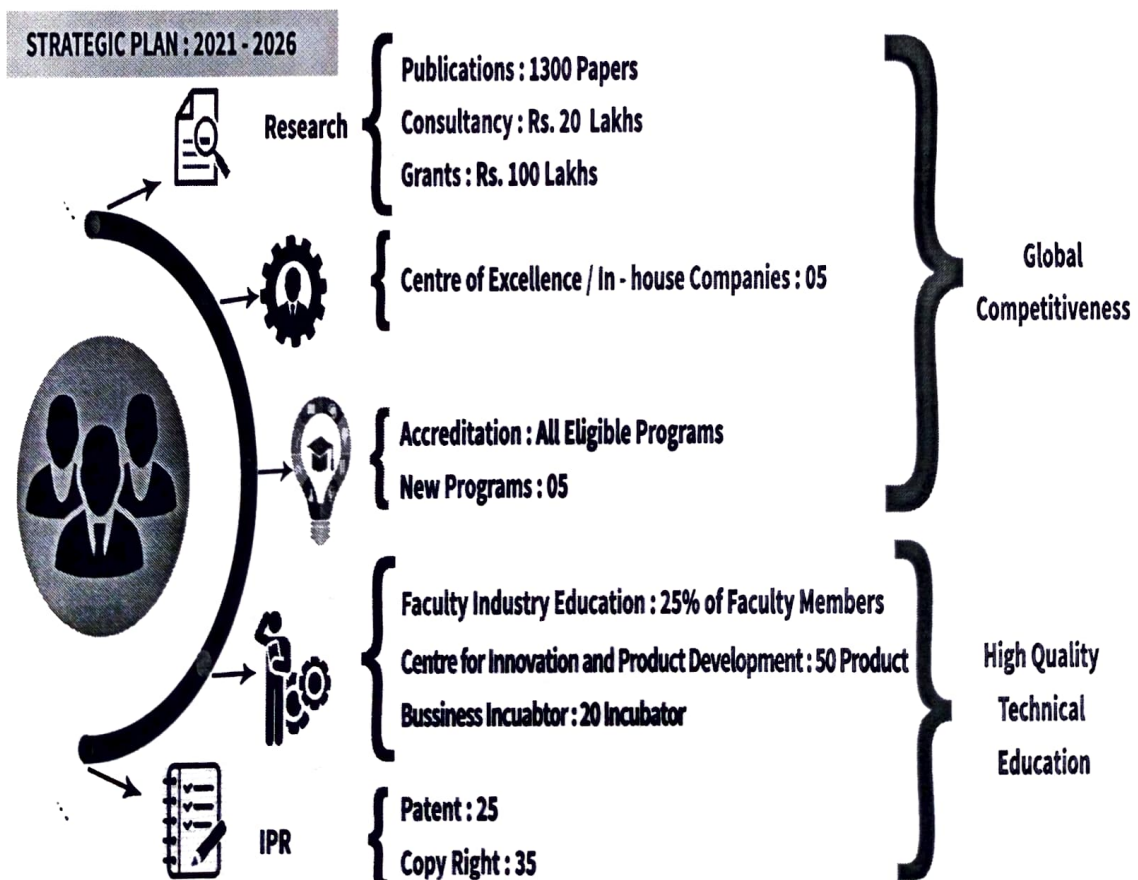 STRATEGIC PLAN : 2021 - 2026
Research
Publications : 1300 Papers
Consultancy : Rs. 20 Lakhs
Grants : Rs. 100 Lakhs
Centre of Excellence / In - house Companies : 05
Accreditation : All Eligible Programs
New Programs : 05
Global
Competitiveness
Faculty Industry Education : 25% of Faculty Members
Centre for Innovation and Product Development : 50 Product
Bussiness Incuabtor : 20 Incubator
IPR
Patent : 25
Copy Right : 35
High Quality
Technical
Education